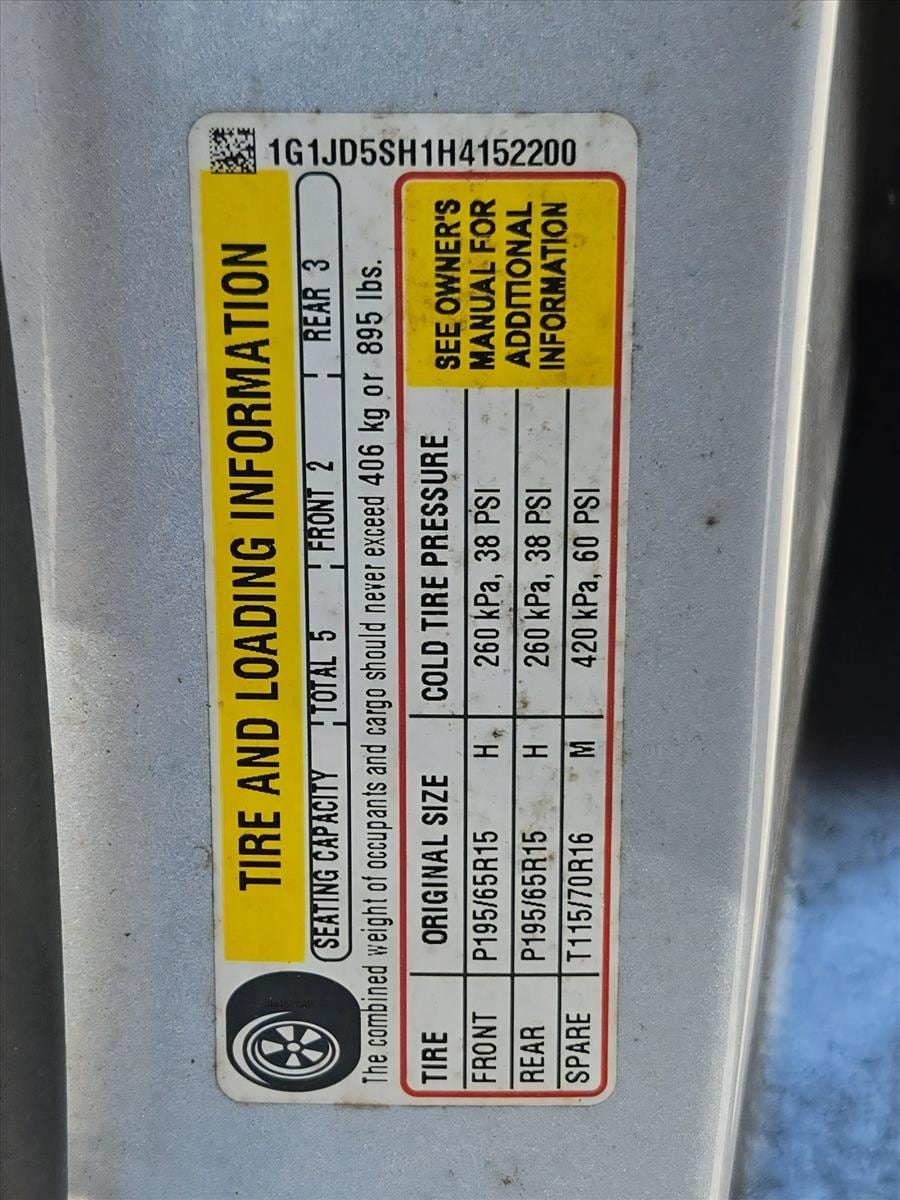 1G1JD5SH1H4152200
TIRE AND LOADING INFORMATION
SEATING CAPACITY TOTAL 5 FRONT 2 REAR 3
The combined weight of occupants and cargo should never exceed 406 kg or 895 lbs.
TIRE ORIGINAL SIZE COLD TIRE PRESSURE
FRONT P195/65R15 H 260 kPa, 38 PSI
REAR P195/65R15 H 260 kPa, 38 PSI
SPARE T115/70R16 M 420 kPa, 60 PSI
SEE OWNER'S
MANUAL FOR
ADDITIONAL
INFORMATION